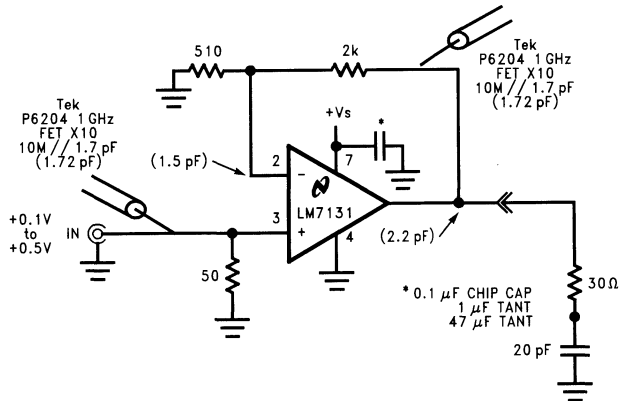 510
2k
Tek
P6204 1 GHz
FET X10
10M // 1.7 pF
(1.72 pF)
+Vs
*
Tek
P6204 1 GHz
FET X10
10M // 1.7 pF
(1.72 pF)
(1.5 pF)
2
7
−
LM7131
3
+
4
+0.1V
to
+0.5V
IN
(2.2 pF)
50
* 0.1 μF CHIP CAP
1 μF TANT
47 μF TANT
30Ω
20 pF